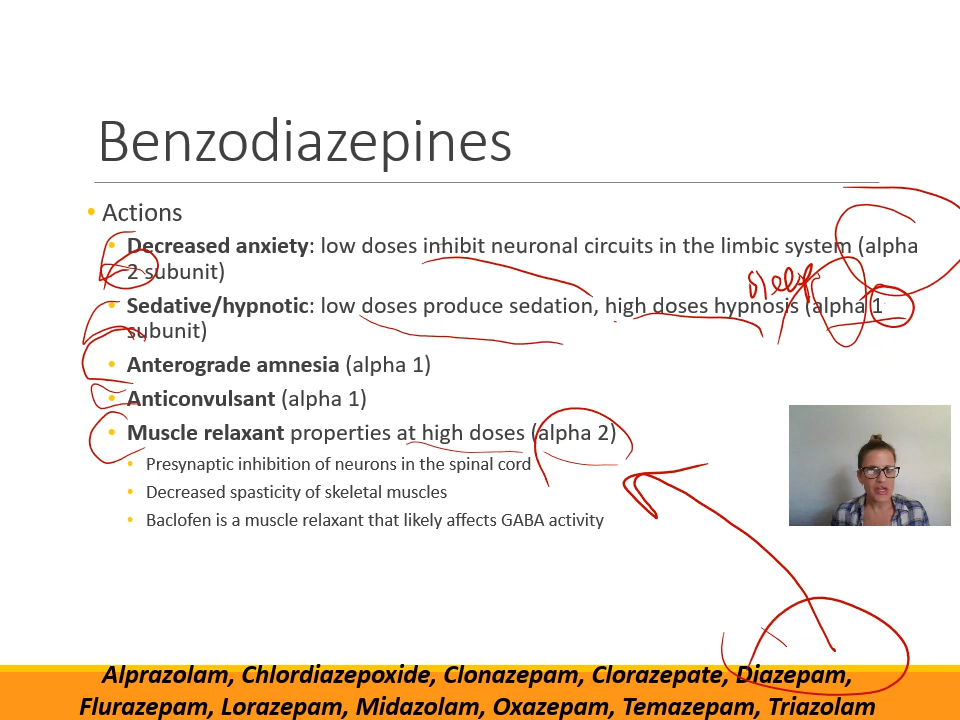 Benzodiazepines
• Actions
• Decreased anxiety: low doses inhibit neuronal circuits in the limbic system (alpha
2 subunit)
sleep
• Sedative/hypnotic: low doses produce sedation, high doses hypnosis (alpha 1
subunit)
• Anterograde amnesia (alpha 1)
• Anticonvulsant (alpha 1)
• Muscle relaxant properties at high doses (alpha 2)
• Presynaptic inhibition of neurons in the spinal cord
• Decreased spasticity of skeletal muscles
• Baclofen is a muscle relaxant that likely affects GABA activity
Alprazolam, Chlordiazepoxide, Clonazepam, Clorazepate, Diazepam,
Flurazepam, Lorazepam, Midazolam, Oxazepam, Temazepam, Triazolam